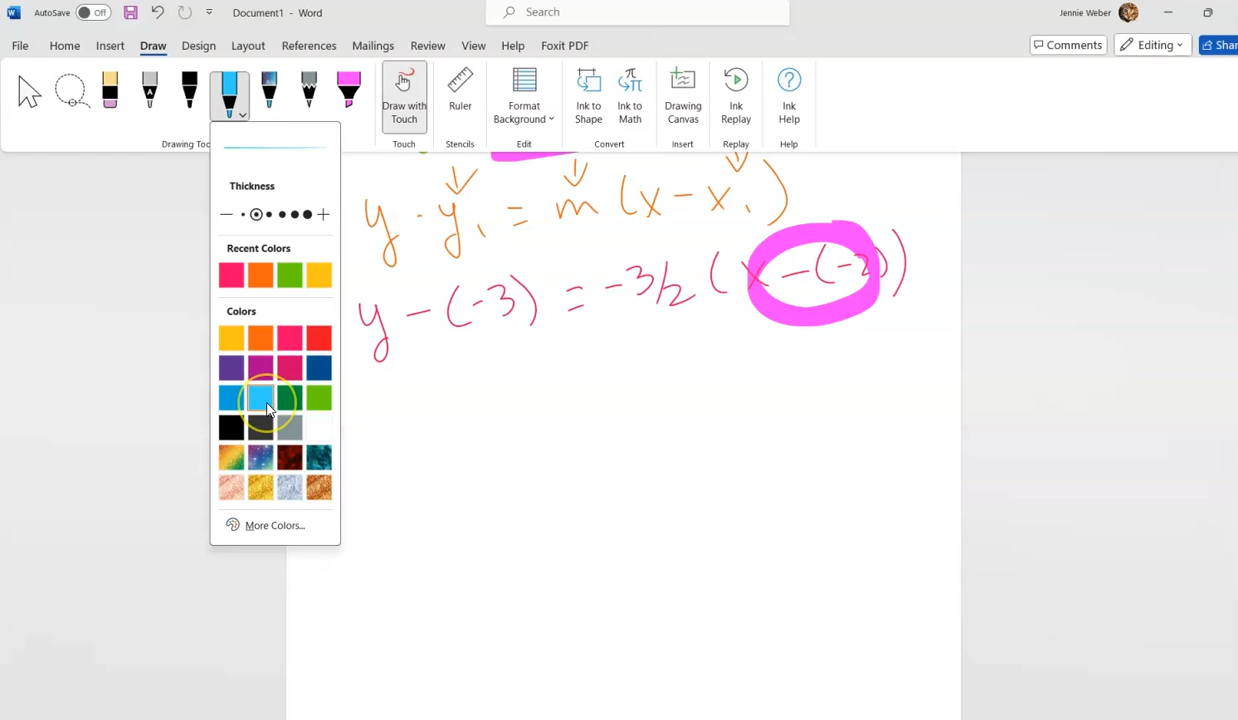 AutoSave Off Document1 - Word Search Jennie Weber
File Home Insert Draw Design Layout References Mailings Review View Help Foxit PDF Comments Editing Shar
Draw with Touch Ruler Format Background Ink to Shape Ink to Math Drawing Canvas Ink Replay Ink Help
Drawing Too Touch Stencils Edit Convert Insert Replay Help
Thickness
Recent Colors
Colors
More Colors...
y - y₁ = m (x - x₁)
y - (-3) = -3/2 (x - (-2))